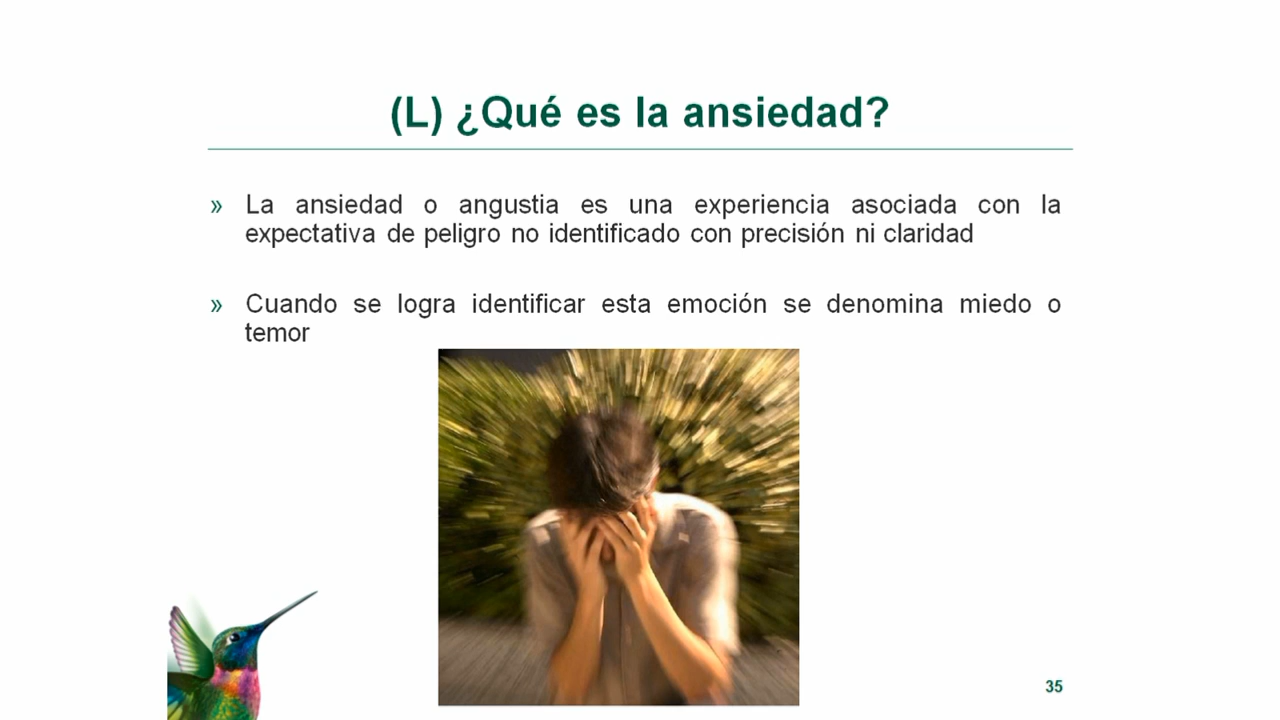 (L) ¿Qué es la ansiedad?
» La ansiedad o angustia es una experiencia asociada con la
expectativa de peligro no identificado con precisión ni claridad
» Cuando se logra identificar esta emoción se denomina miedo o
temor
35